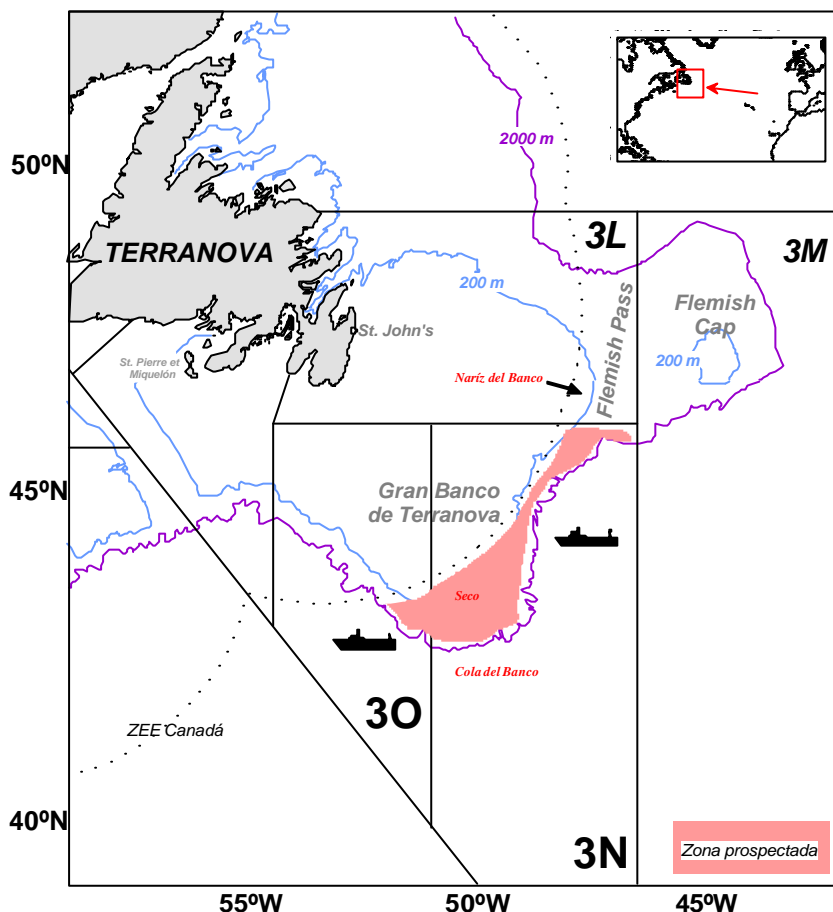 50ºN
2000 m
3L
3M
TERRANOVA
200 m
Flemish
Cap
Flemish Pass
St. John's
200 m
St. Pierre et
Miquelón
Naríz del Banco
45ºN
Gran Banco
de Terranova
Seco
Cola del Banco
3O
ZEE Canadá
40ºN
3N
Zona prospectada
55ºW
50ºW
45ºW